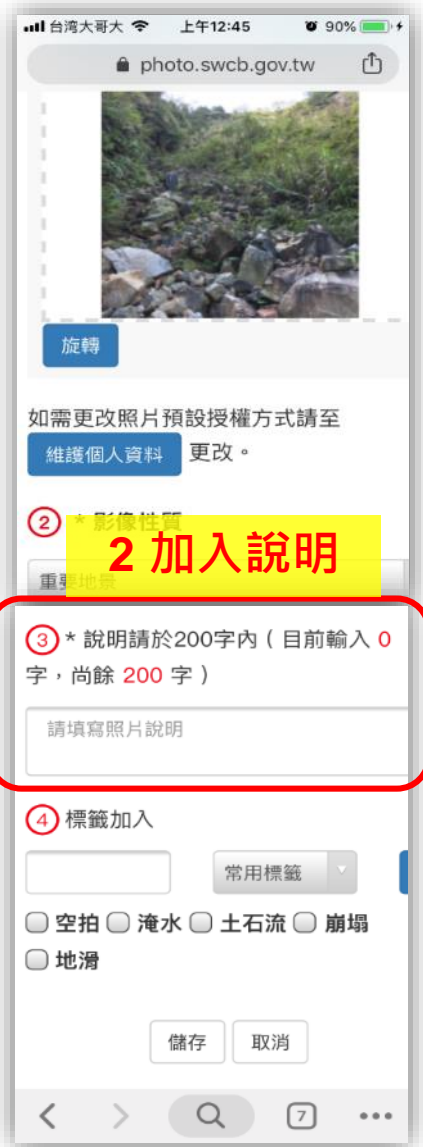 台湾大哥大 上午12:45 90%
photo.swcb.gov.tw
旋轉
如需更改照片預設授權方式請至
維護個人資料 更改。
② * 影像性質
2 加入說明
重要地景
③ * 說明請於200字內（目前輸入 0
字，尚餘 200 字）
請填寫照片說明
④ 標籤加入
常用標籤
空拍 淹水 土石流 崩塌
地滑
儲存 取消
7